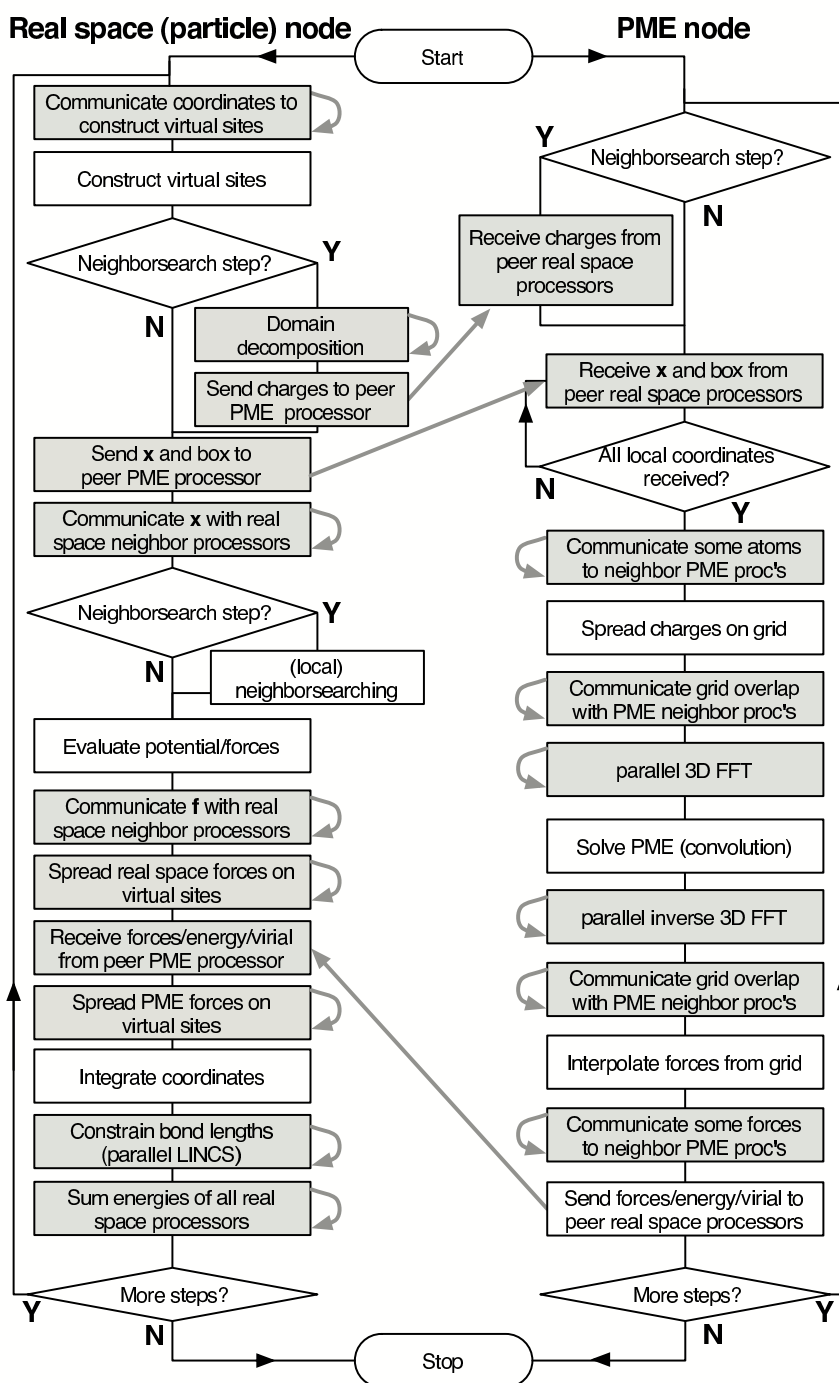 Real space (particle) node
PME node
Start
Communicate coordinates to
construct virtual sites
Construct virtual sites
Neighborsearch step?
Y
N
Domain
decomposition
Send charges to peer
PME processor
Send x and box to
peer PME processor
Communicate x with real
space neighbor processors
Neighborsearch step?
Y
N
(local)
neighborsearching
Evaluate potential/forces
Communicate f with real
space neighbor processors
Spread real space forces on
virtual sites
Receive forces/energy/virial
from peer PME processor
Spread PME forces on
virtual sites
Integrate coordinates
Constrain bond lengths
(parallel LINCS)
Sum energies of all real
space processors
More steps?
Y
N
Y
Neighborsearch step?
N
Receive charges from
peer real space
processors
Receive x and box from
peer real space processors
All local coordinates
received?
N
Y
Communicate some atoms
to neighbor PME proc's
Spread charges on grid
Communicate grid overlap
with PME neighbor proc's
parallel 3D FFT
Solve PME (convolution)
parallel inverse 3D FFT
Communicate grid overlap
with PME neighbor proc's
Interpolate forces from grid
Communicate some forces
to neighbor PME proc's
Send forces/energy/virial to
peer real space processors
More steps?
Y
N
Stop